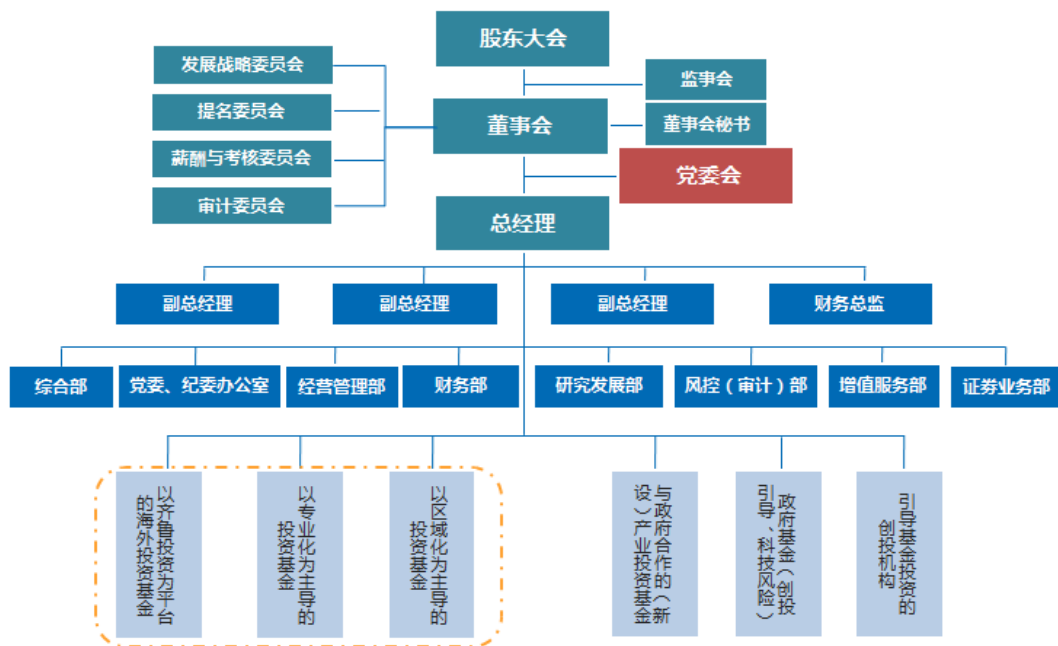 股东大会
发展战略委员会
监事会
提名委员会
董事会
董事会秘书
薪酬与考核委员会
党委会
审计委员会
总经理
副总经理
副总经理
副总经理
财务总监
综合部
党委、纪委办公室
经营管理部
财务部
研究发展部
风控（审计）部
增值服务部
证券业务部
以齐鲁投资为平台
的海外投资基金
以专业化为主导的
投资基金
以区域化为主导的
投资基金
与政府合作的（新
设）产业投资基金
政府基金（创投
引导、科技风险）
引导基金投资的
创投机构